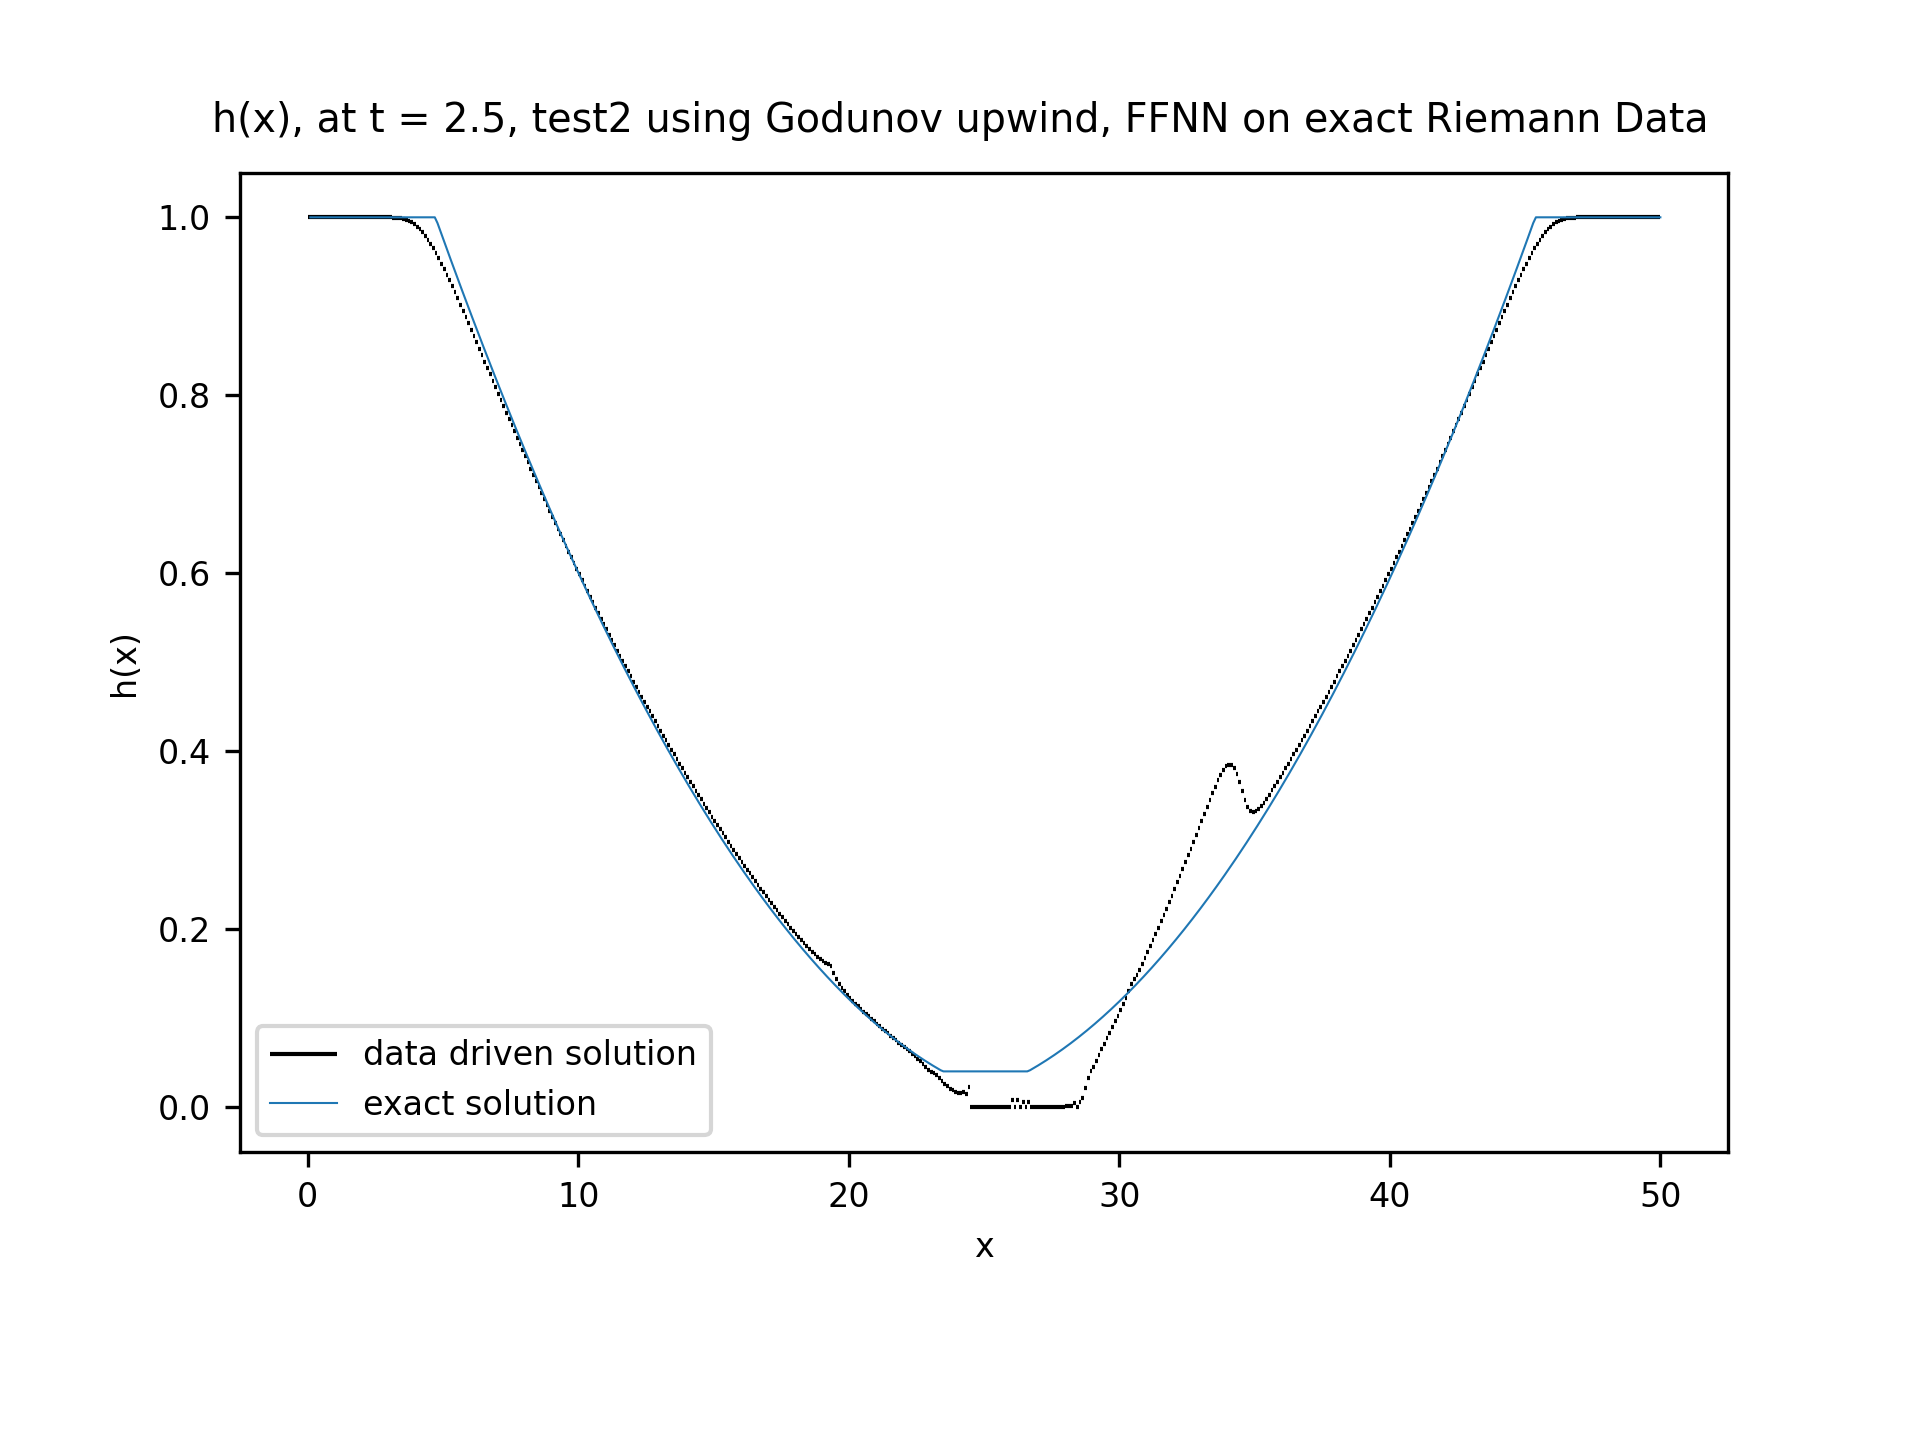 h(x), at t = 2.5, test2 using Godunov upwind, FFNN on exact Riemann Data
1.0
0.8
0.6
0.4
0.2
0.0
h(x)
data driven solution
exact solution
0 10 20 30 40 50
x